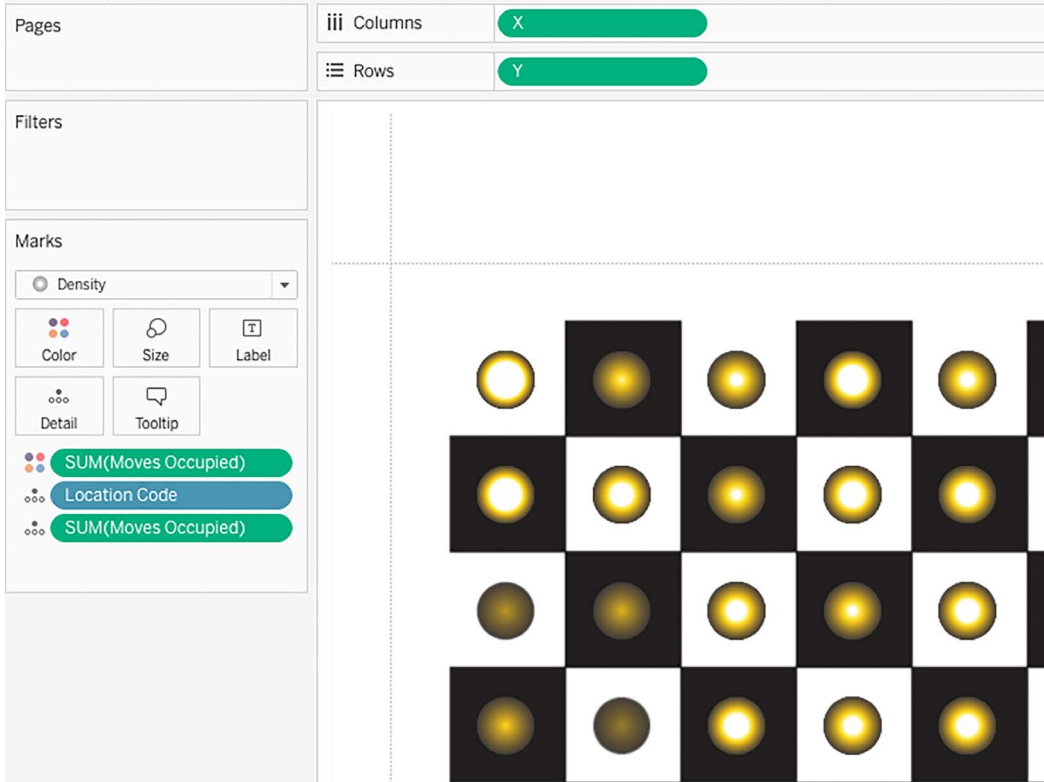 Pages
Columns
X
Rows
Y
Filters
Marks
Density
Color
Size
T
Label
Detail
Tooltip
SUM(Moves Occupied)
Location Code
SUM(Moves Occupied)